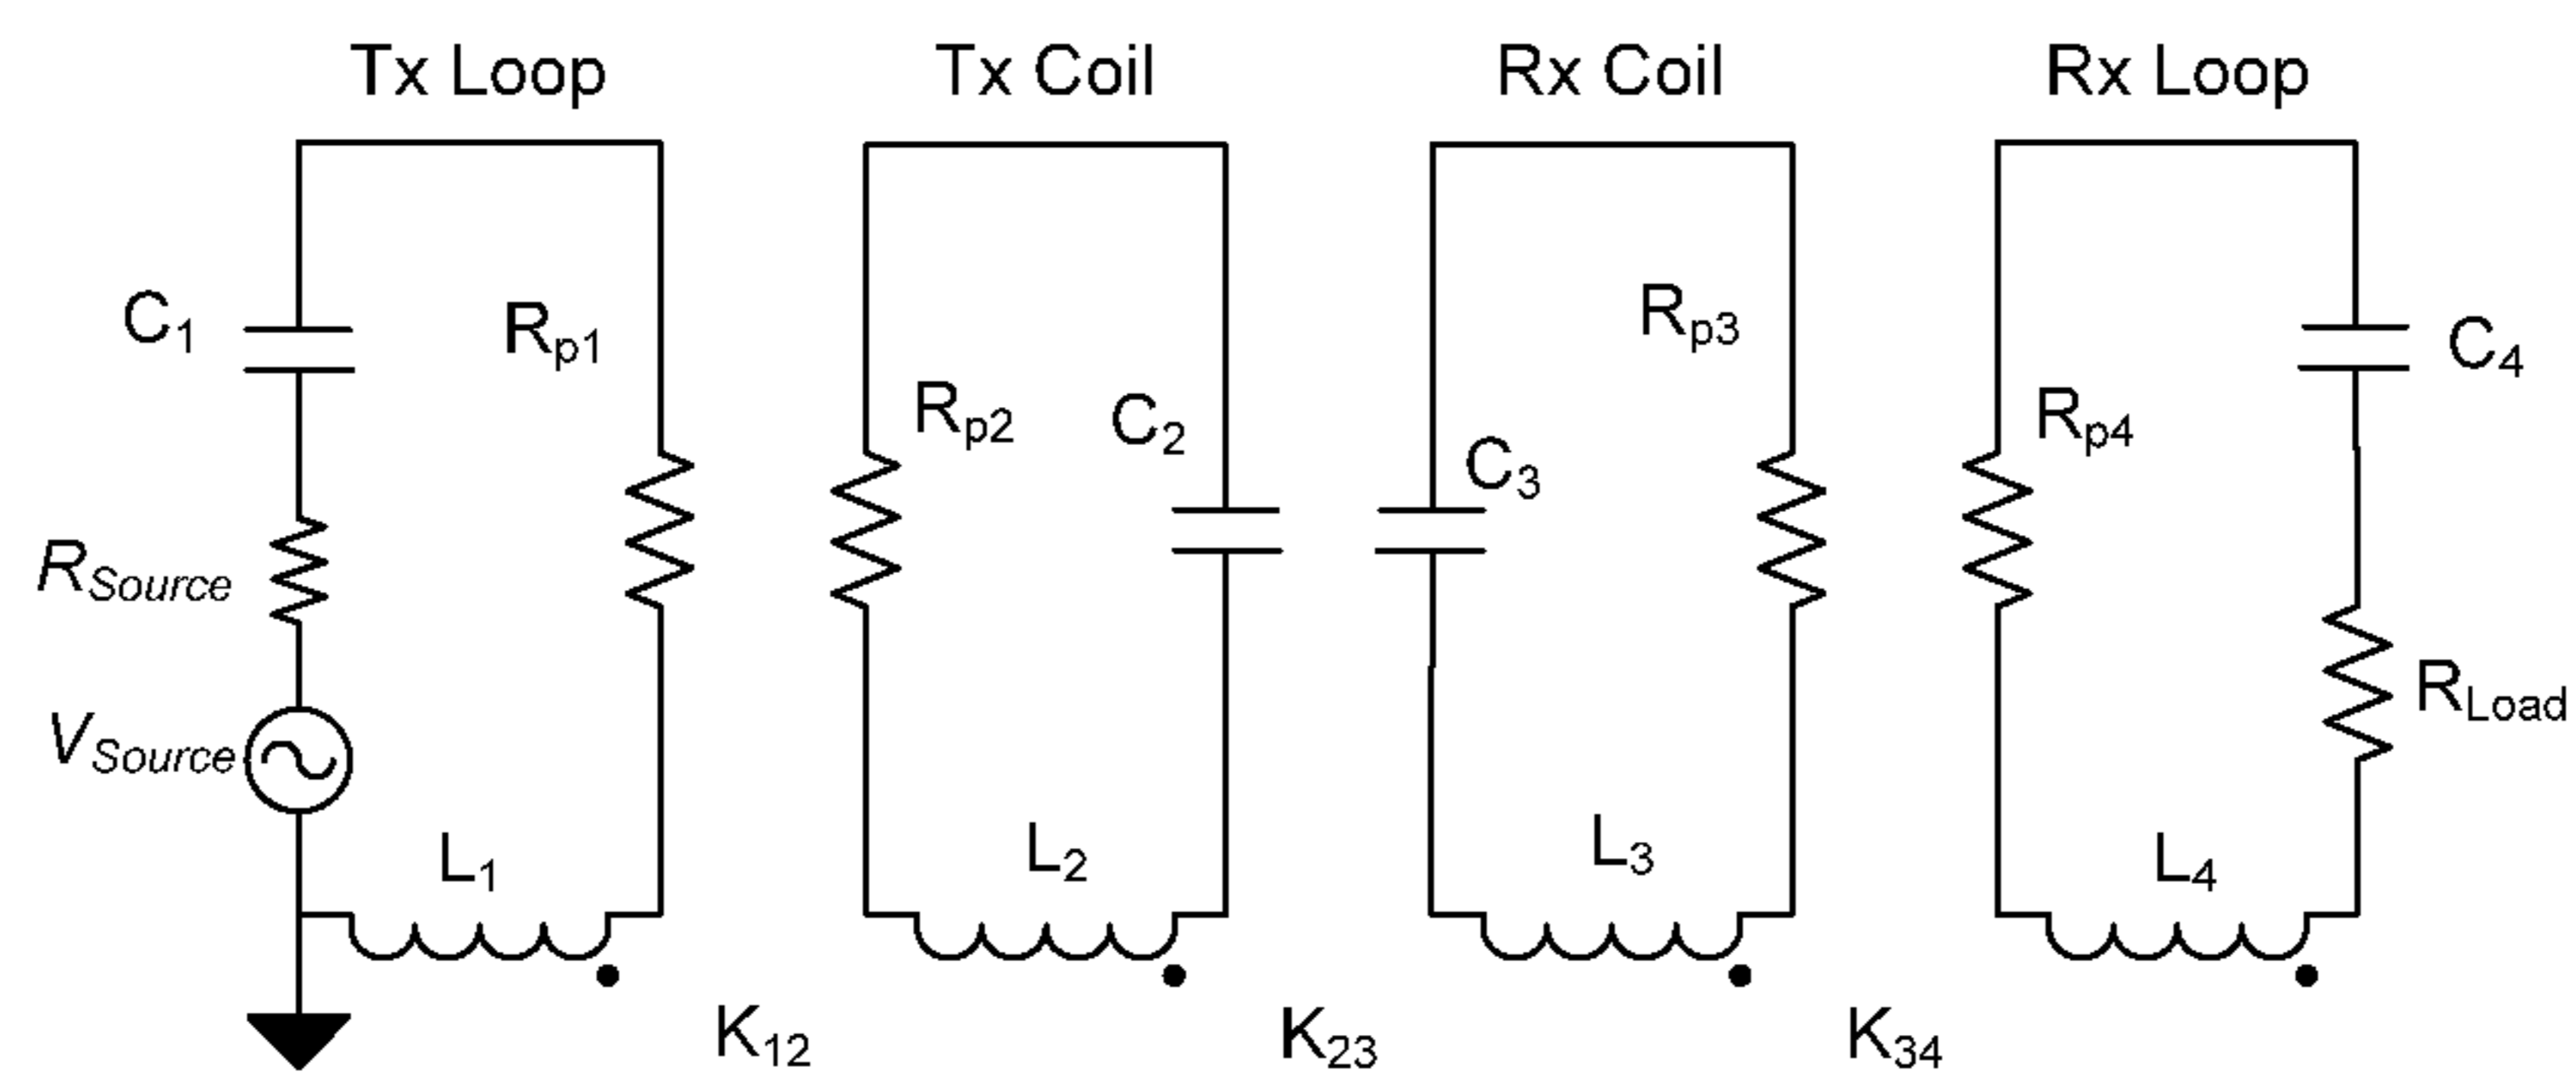 Tx Loop
Tx Coil
Rx Coil
Rx Loop
C1
Rp1
RSource
VSource
L1
K12
Rp2
C2
L2
K23
C3
Rp3
L3
K34
Rp4
C4
RLoad
L4